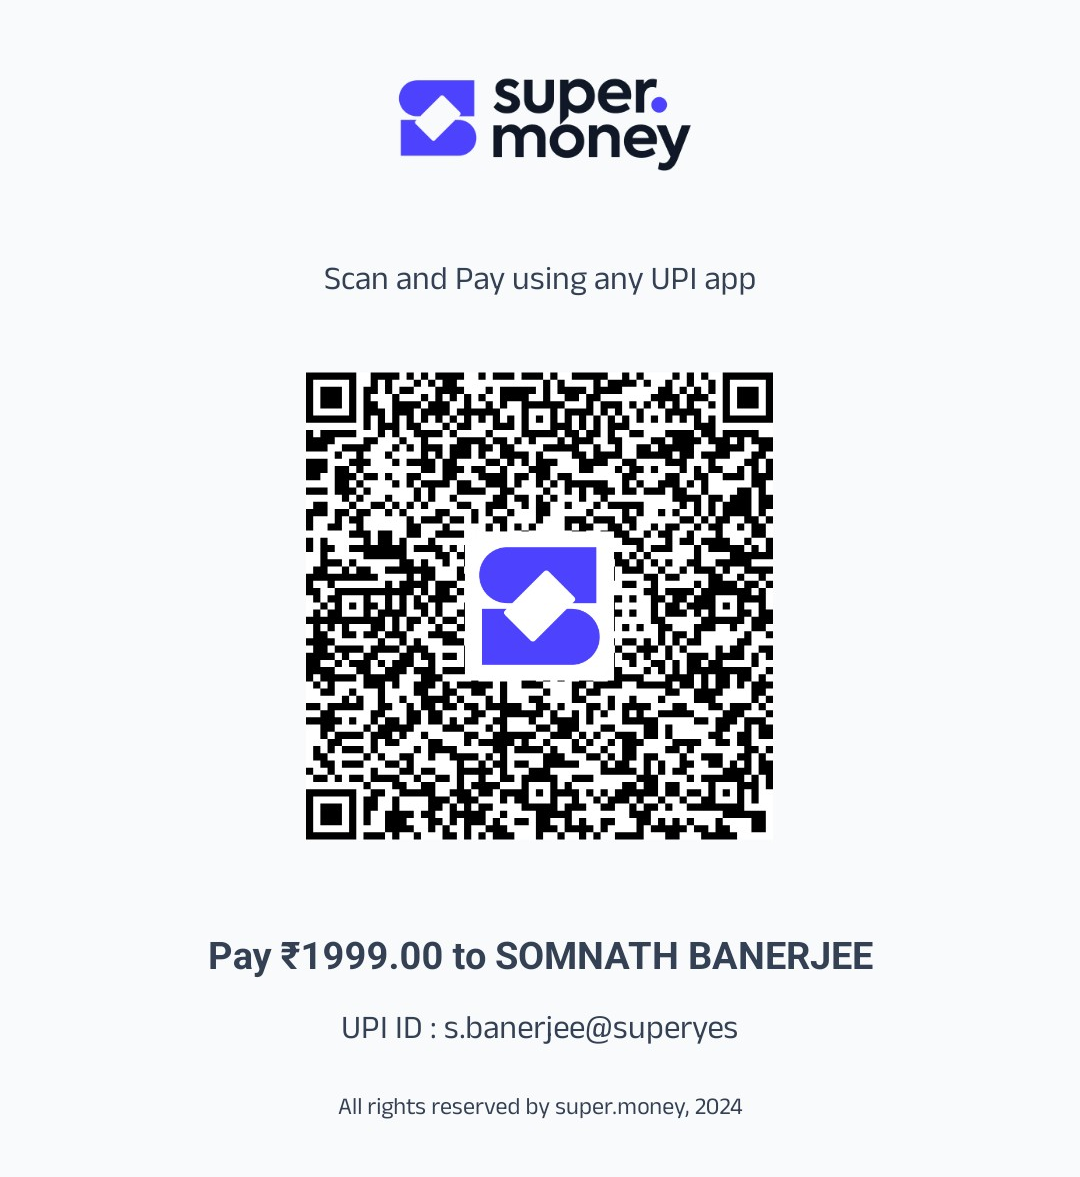 super.
money
Scan and Pay using any UPI app
Pay ₹1999.00 to SOMNATH BANERJEE
UPI ID : s.banerjee@superyes
All rights reserved by super.money, 2024